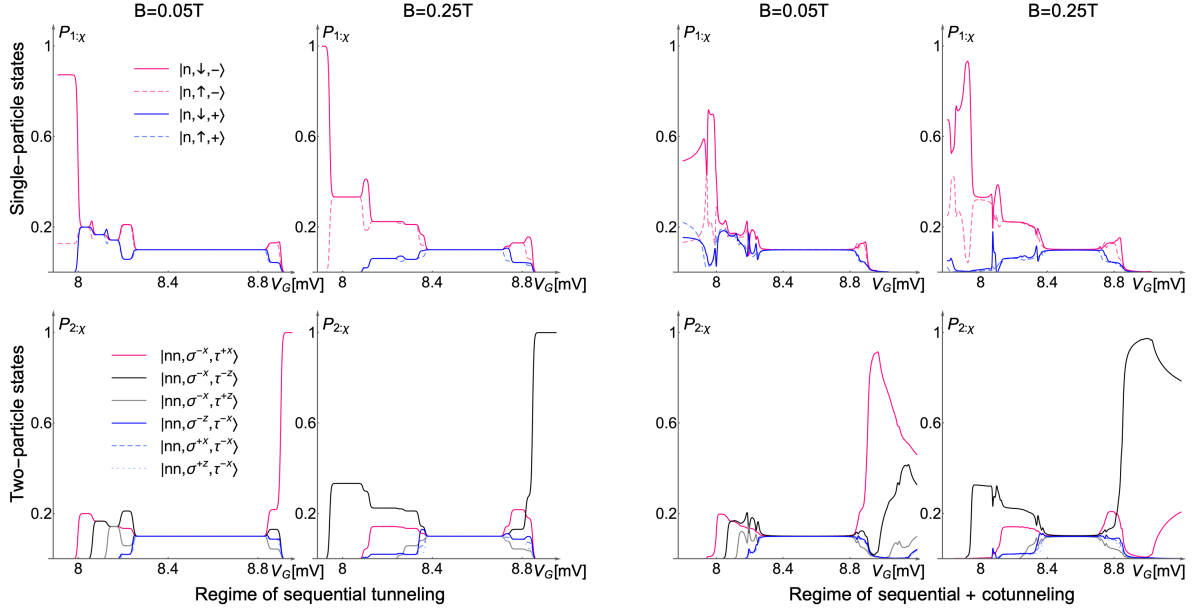 B=0.05T
B=0.25T
B=0.05T
B=0.25T
Single−particle states
P1:χ
1
0.6
0.2
|n,↓,−⟩
|n,↑,−⟩
|n,↓,+⟩
|n,↑,+⟩
8
8.4
8.8
VG[mV]
P1:χ
1
0.6
0.2
8
8.4
8.8
VG[mV]
P1:χ
1
0.6
0.2
8
8.4
8.8
VG[mV]
P1:χ
1
0.6
0.2
8
8.4
8.8
VG[mV]
Two−particle states
P2:χ
1
0.6
0.2
|nn,σ−x,τ+x⟩
|nn,σ−x,τ−z⟩
|nn,σ−x,τ+z⟩
|nn,σ−z,τ−x⟩
|nn,σ+x,τ−x⟩
|nn,σ+z,τ−x⟩
8
8.4
8.8
VG[mV]
P2:χ
1
0.6
0.2
8
8.4
8.8
VG[mV]
P2:χ
1
0.6
0.2
8
8.4
8.8
VG[mV]
P2:χ
1
0.6
0.2
8
8.4
8.8
VG[mV]
Regime of sequential tunneling
Regime of sequential + cotunneling